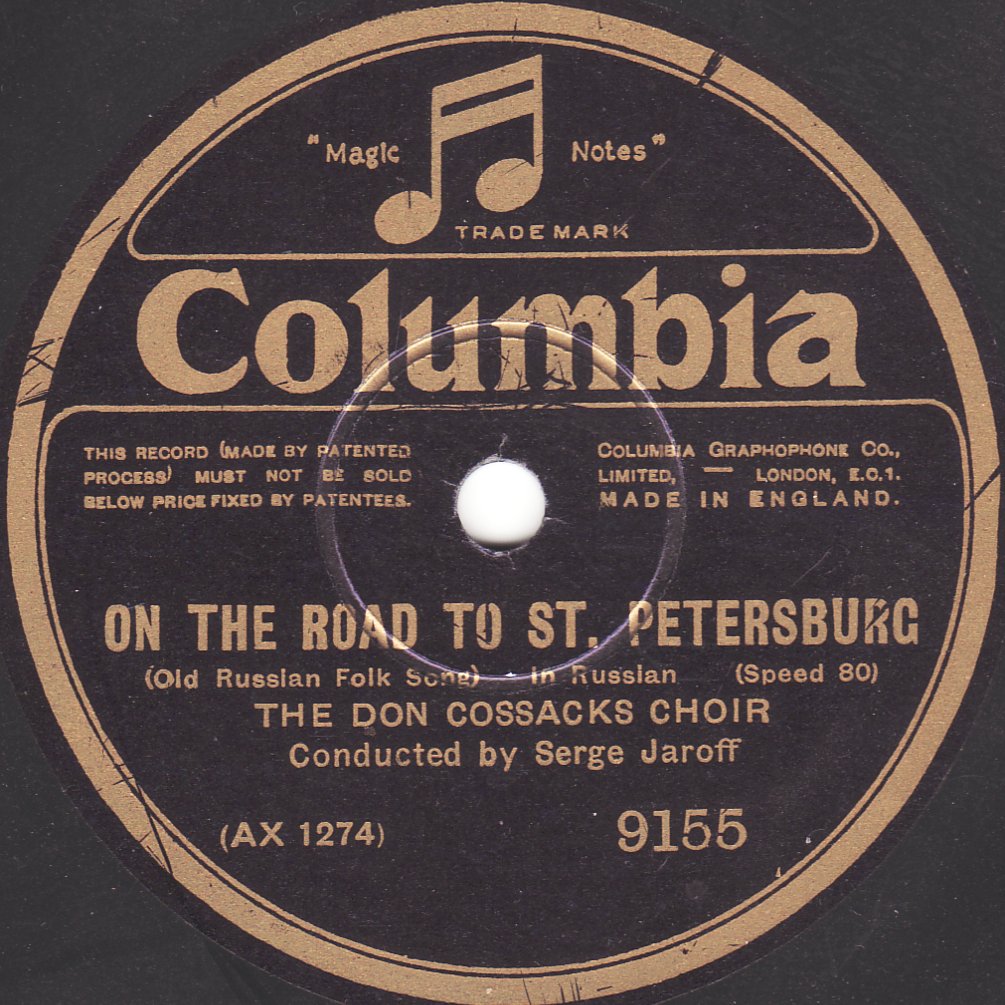 "Magic Notes"
TRADE MARK
Columbia
THIS RECORD (MADE BY PATENTED
PROCESS) MUST NOT BE SOLD
BELOW PRICE FIXED BY PATENTEES.
COLUMBIA GRAPHOPHONE CO.,
LIMITED, — LONDON, E.C.1.
MADE IN ENGLAND.
ON THE ROAD TO ST. PETERSBURG
(Old Russian Folk Song) In Russian (Speed 80)
THE DON COSSACKS CHOIR
Conducted by Serge Jaroff
(AX 1274) 9155